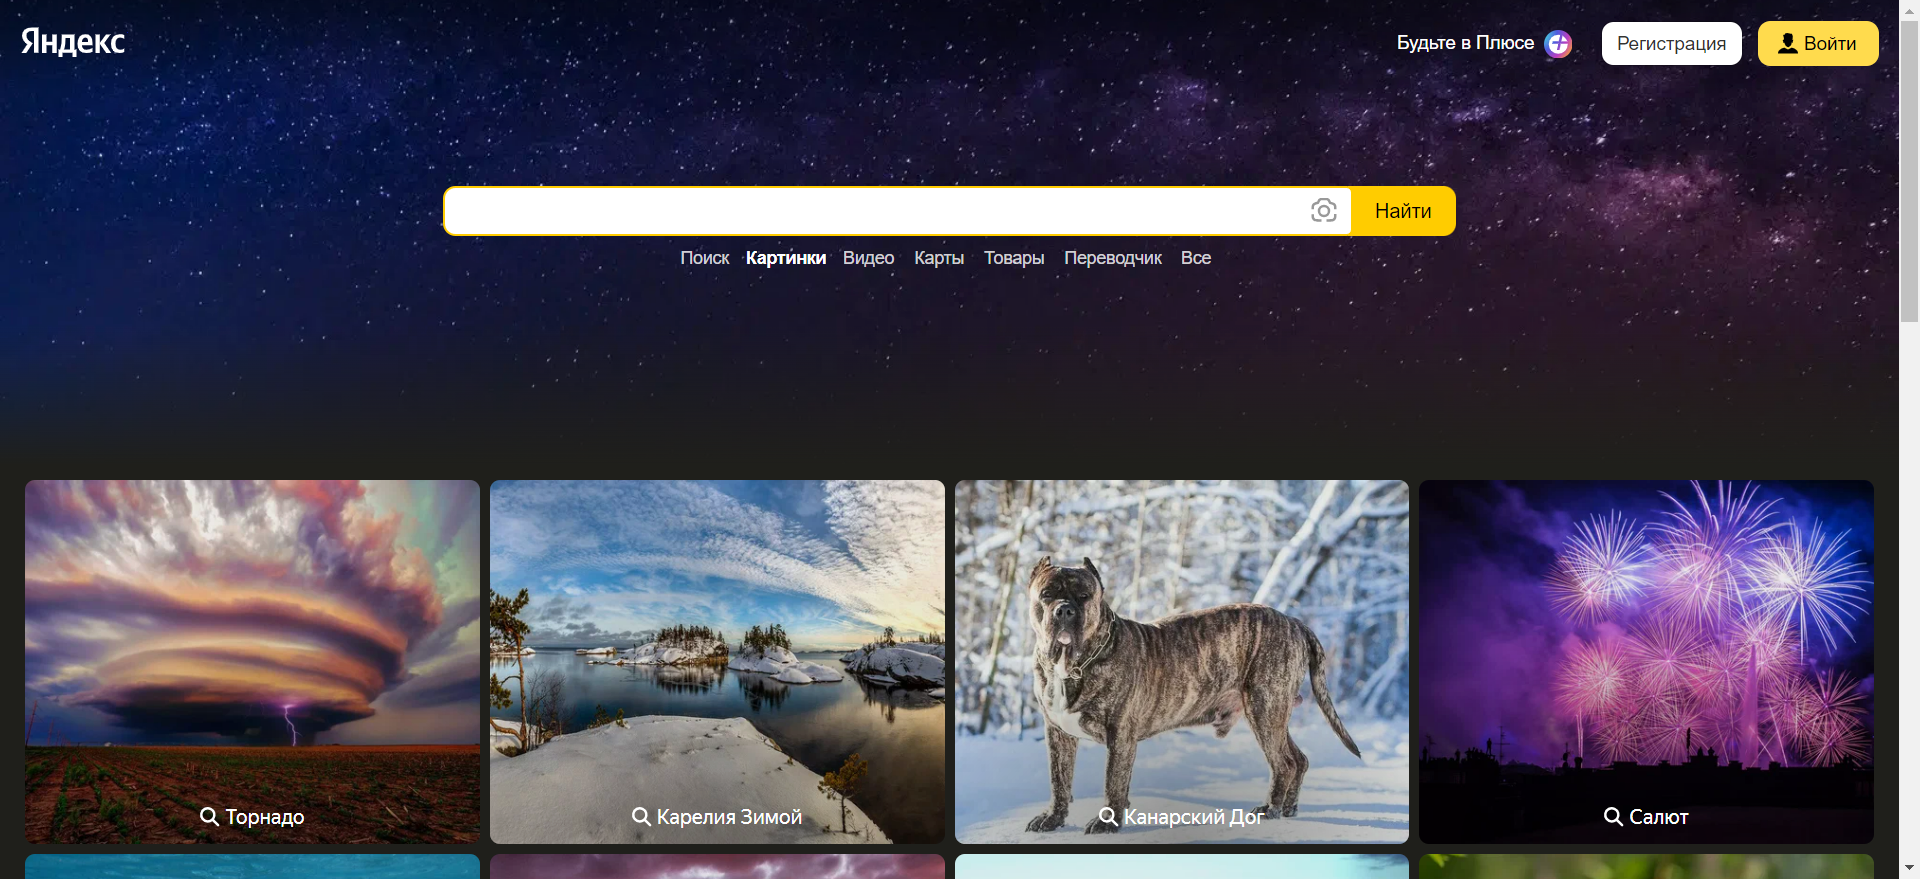 Яндекс
Будьте в Плюсе
Регистрация
Войти
Найти
Поиск Картинки Видео Карты Товары Переводчик Все
Торнадо
Карелия Зимой
Канарский Дог
Салют